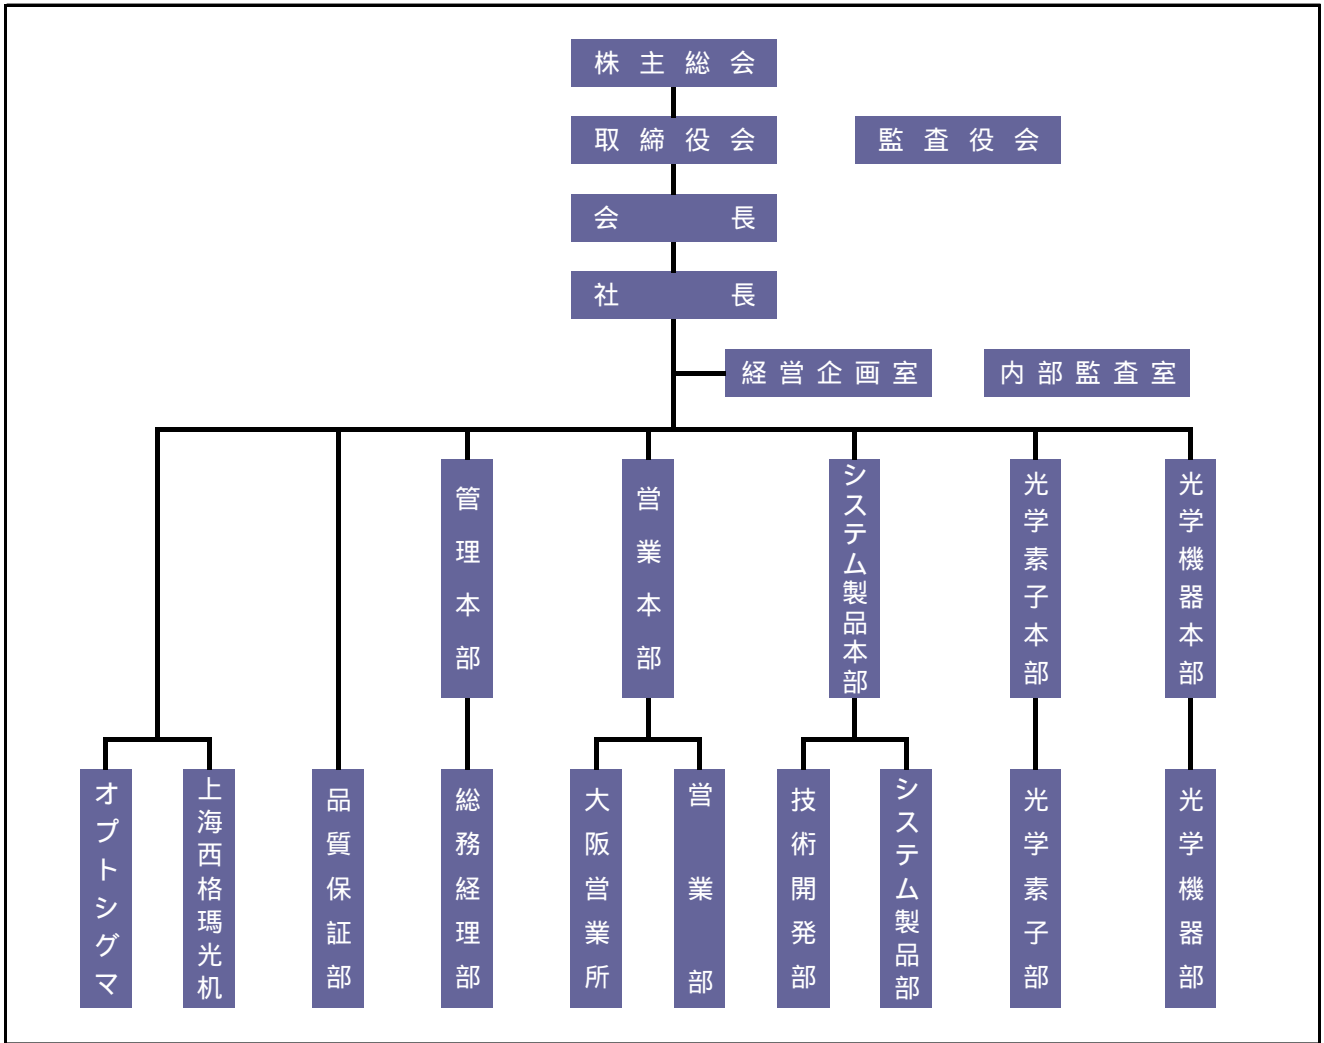 株主総会
取締役会
監査役会
会長
社長
経営企画室
内部監査室
管理本部
営業本部
システム製品本部
光学素子本部
光学機器本部
オプトシグマ
上海西格瑪光机
品質保証部
総務経理部
大阪営業所
営業部
技術開発部
システム製品部
光学素子部
光学機器部